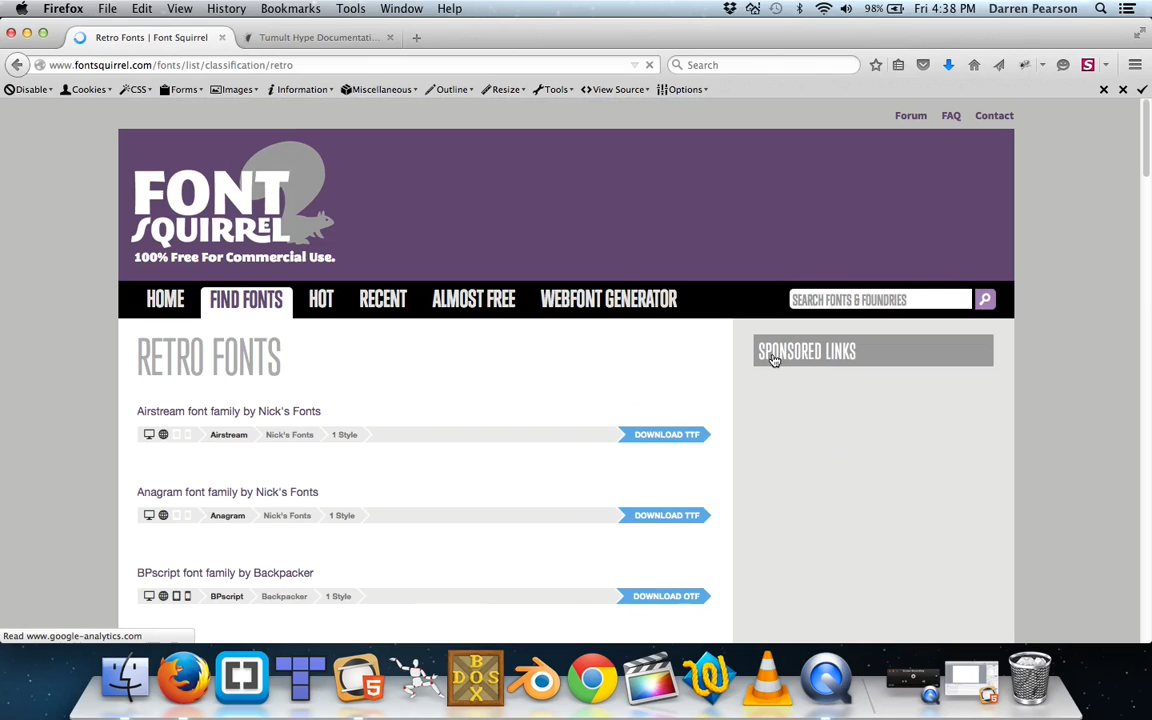 Firefox File Edit View History Bookmarks Tools Window Help 98% Fri 4:38 PM Darren Pearson
Retro Fonts | Font Squirrel × Tumult Hype Documentati... × +
www.fontsquirrel.com/fonts/list/classification/retro Search
Disable Cookies CSS Forms Images Information Miscellaneous Outline Resize Tools View Source Options
Forum FAQ Contact
FONT
SQUIRREL
100% Free For Commercial Use.
HOME FIND FONTS HOT RECENT ALMOST FREE WEBFONT GENERATOR SEARCH FONTS & FOUNDRIES
RETRO FONTS
SPONSORED LINKS
Airstream font family by Nick's Fonts
Airstream Nick's Fonts 1 Style DOWNLOAD TTF
Anagram font family by Nick's Fonts
Anagram Nick's Fonts 1 Style DOWNLOAD TTF
BPscript font family by Backpacker
BPscript Backpacker 1 Style DOWNLOAD OTF
Read www.google-analytics.com
B
DOS
X
5